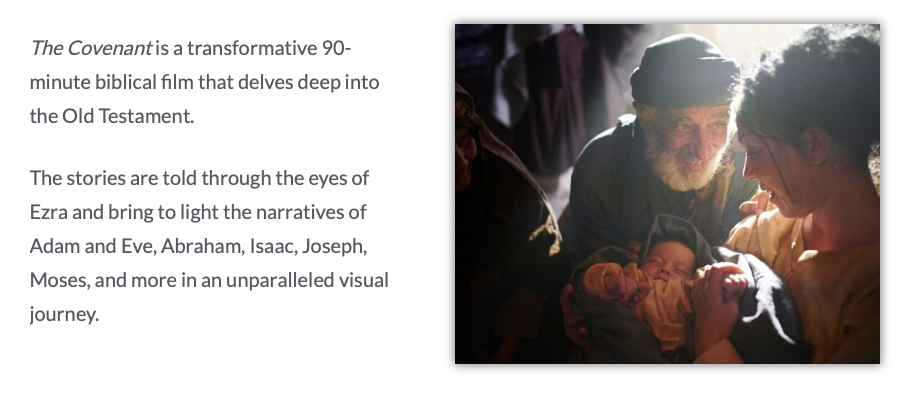 The Covenant is a transformative 90-
minute biblical film that delves deep into
the Old Testament.
The stories are told through the eyes of
Ezra and bring to light the narratives of
Adam and Eve, Abraham, Isaac, Joseph,
Moses, and more in an unparalleled visual
journey.